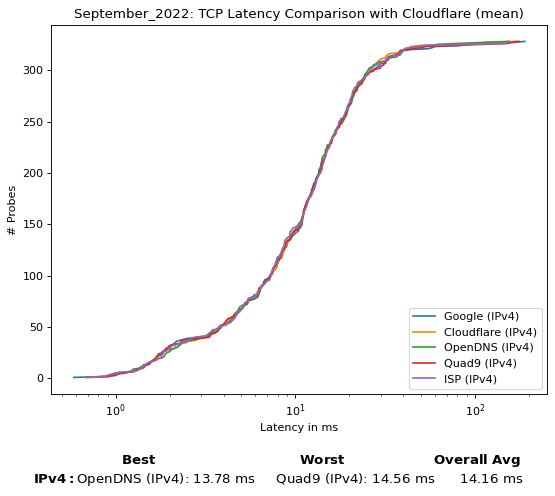 September_2022: TCP Latency Comparison with Cloudflare (mean)
300
250
200
150
100
50
0
# Probes
10⁰
10¹
10²
Latency in ms
Google (IPv4)
Cloudflare (IPv4)
OpenDNS (IPv4)
Quad9 (IPv4)
ISP (IPv4)
Best Worst Overall Avg
IPv4: OpenDNS (IPv4): 13.78 ms Quad9 (IPv4): 14.56 ms 14.16 ms